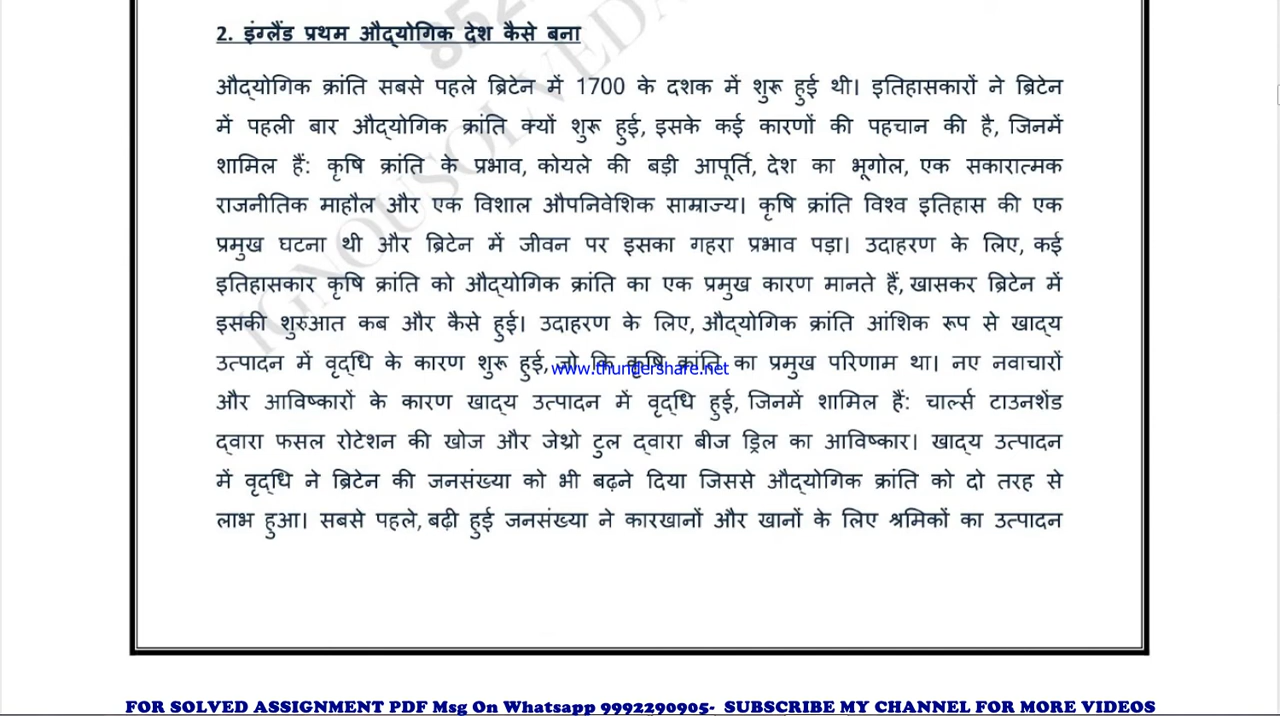 2. इंग्लैंड प्रथम औद्योगिक देश कैसे बना
औद्योगिक क्रांति सबसे पहले ब्रिटेन में 1700 के दशक में शुरू हुई थी। इतिहासकारों ने ब्रिटेन
में पहली बार औद्योगिक क्रांति क्यों शुरू हुई, इसके कई कारणों की पहचान की है, जिनमें
शामिल हैं: कृषि क्रांति के प्रभाव, कोयले की बड़ी आपूर्ति, देश का भूगोल, एक सकारात्मक
राजनीतिक माहौल और एक विशाल औपनिवेशिक साम्राज्य। कृषि क्रांति विश्व इतिहास की एक
प्रमुख घटना थी और ब्रिटेन में जीवन पर इसका गहरा प्रभाव पड़ा। उदाहरण के लिए, कई
इतिहासकार कृषि क्रांति को औद्योगिक क्रांति का एक प्रमुख कारण मानते हैं, खासकर ब्रिटेन में
इसकी शुरुआत कब और कैसे हुई। उदाहरण के लिए, औद्योगिक क्रांति आंशिक रूप से खाद्य
उत्पादन में वृद्धि के कारण शुरू हुई, जो कि कृषि क्रांति का प्रमुख परिणाम था। नए नवाचारों
www.thundershare.net
और आविष्कारों के कारण खाद्य उत्पादन में वृद्धि हुई, जिनमें शामिल हैं: चार्ल्स टाउनशेंड
द्वारा फसल रोटेशन की खोज और जेथ्रो टुल द्वारा बीज ड्रिल का आविष्कार। खाद्य उत्पादन
में वृद्धि ने ब्रिटेन की जनसंख्या को भी बढ़ने दिया जिससे औद्योगिक क्रांति को दो तरह से
लाभ हुआ। सबसे पहले, बढ़ी हुई जनसंख्या ने कारखानों और खानों के लिए श्रमिकों का उत्पादन
FOR SOLVED ASSIGNMENT PDF Msg On Whatsapp 9992290905- SUBSCRIBE MY CHANNEL FOR MORE VIDEOS